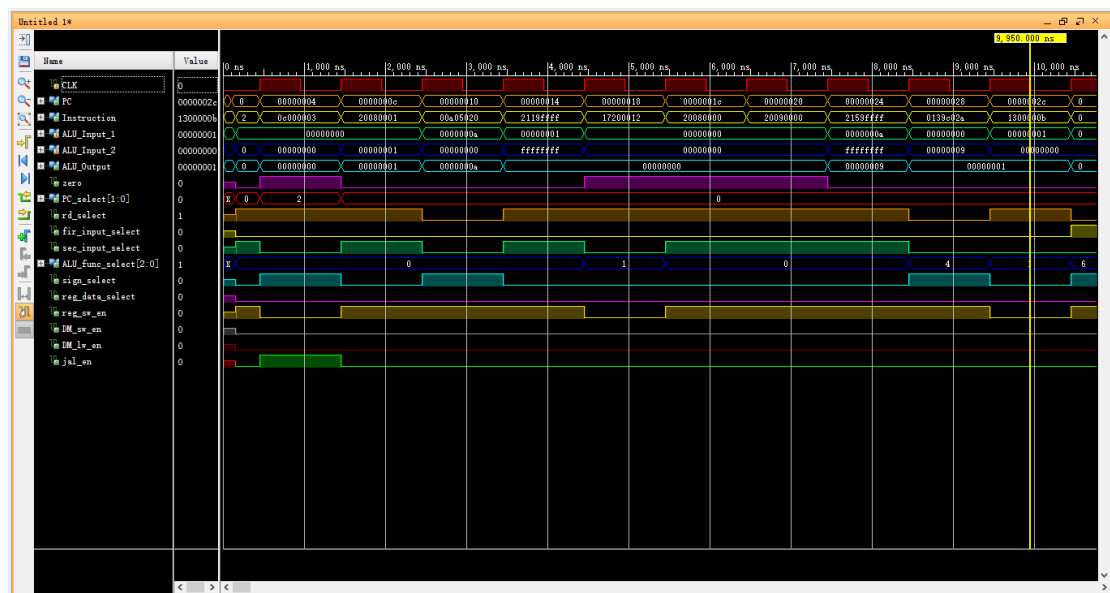 Untitled 1*
9,950.000 ns
Name Value
0 ns 1,000 ns 2,000 ns 3,000 ns 4,000 ns 5,000 ns 6,000 ns 7,000 ns 8,000 ns 9,000 ns 10,000 ns
CLK 0
PC 0000002c 00000004 0000000c 00000010 00000014 00000018 0000001c 00000020 00000024 00000028 0000002c 0
Instruction 1300000b 2 0c000003 20080001 00a05020 2119ffff 17200012 20080000 20090000 2159ffff 0139c02a 1300000b 0
ALU_Input_1 00000001 00000000 0000000a 00000001 00000000 0000000a 00000000 00000001 0
ALU_Input_2 00000000 0 00000000 00000001 00000000 ffffffff 00000000 ffffffff 00000009 00000000
ALU_Output 00000001 0 00000000 00000001 0000000a 00000000 00000009 00000001 0
zero 0
PC_select[1:0] 0 X 0 2 0
rd_select 1
fir_input_select 0
sec_input_select 0
ALU_func_select[2:0] 1 X 0 1 0 4 1 6
sign_select 0
reg_data_select 0
reg_sw_en 0
DM_sw_en 0
DM_lw_en 0
jal_en 0